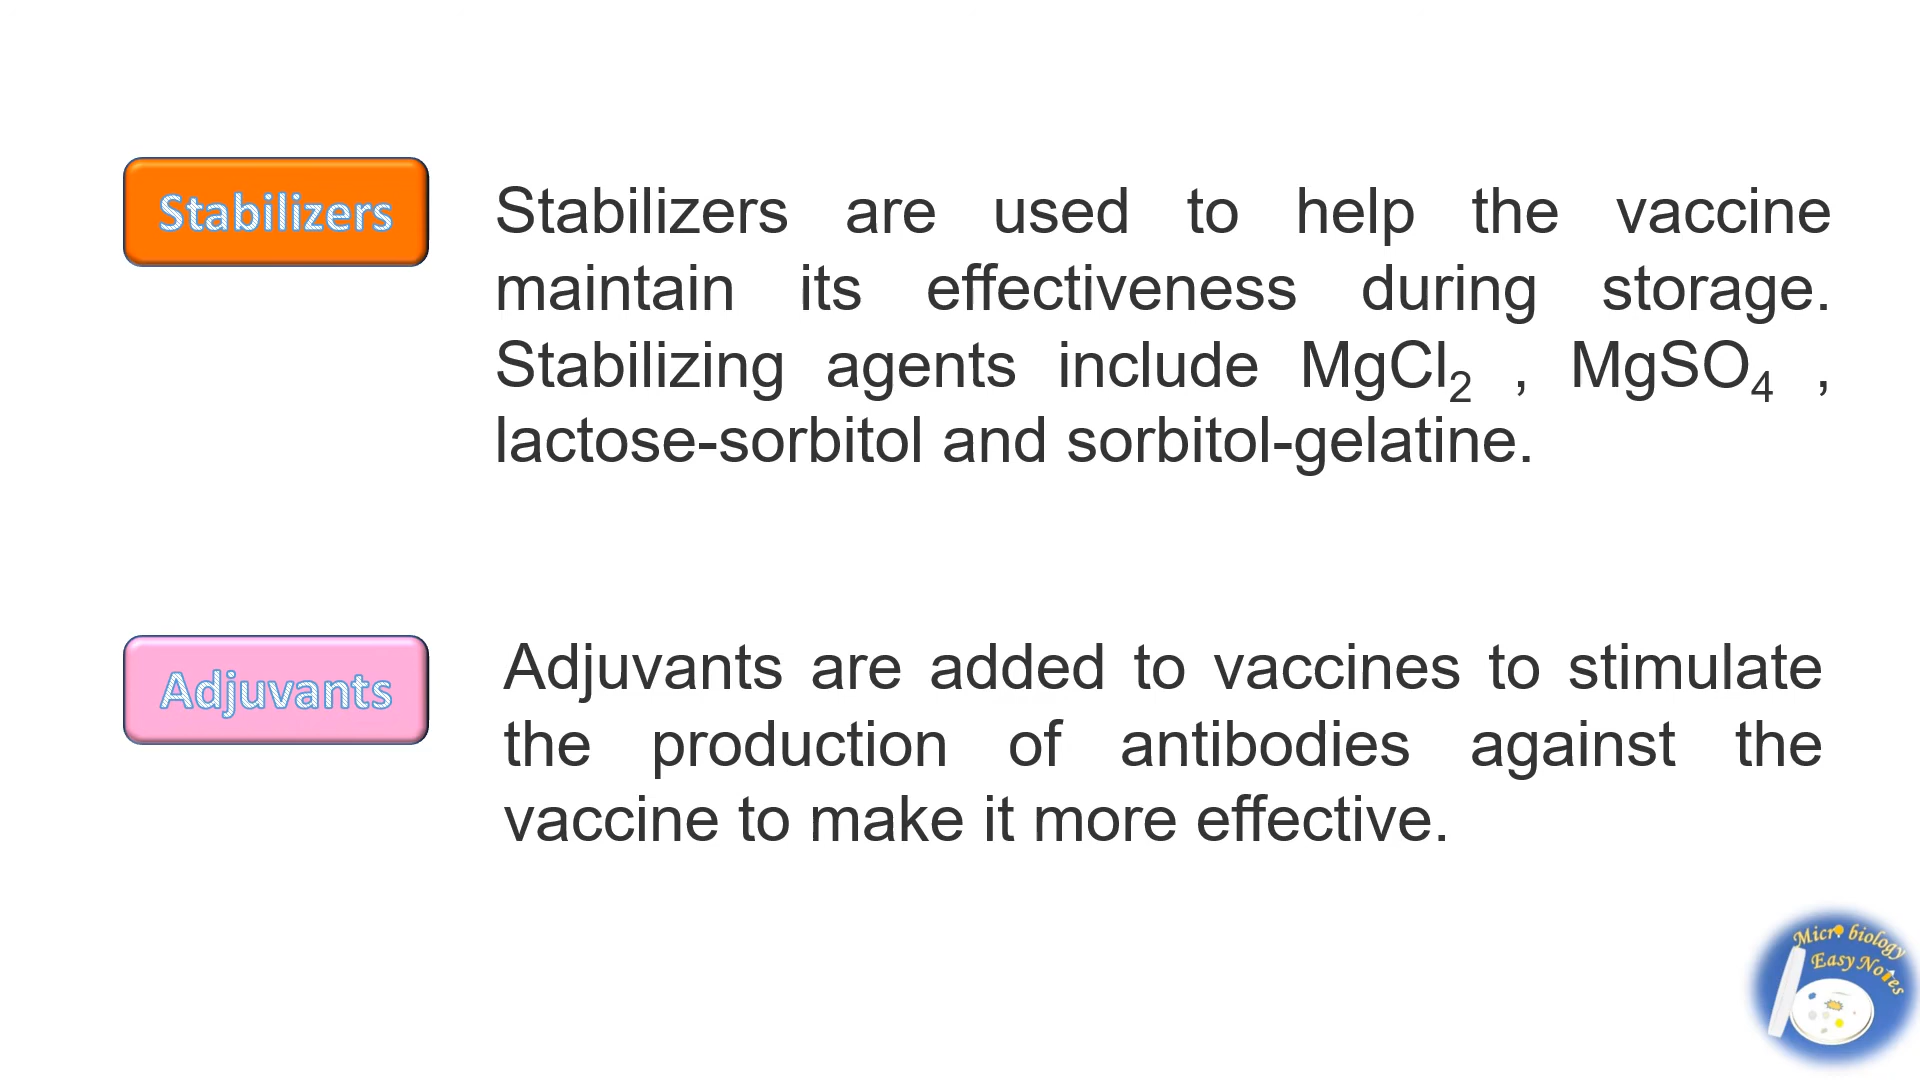 Stabilizers
Stabilizers are used to help the vaccine
maintain its effectiveness during storage.
Stabilizing agents include MgCl₂ , MgSO₄ ,
lactose-sorbitol and sorbitol-gelatine.
Adjuvants
Adjuvants are added to vaccines to stimulate
the production of antibodies against the
vaccine to make it more effective.
Microbiology
Easy Notes